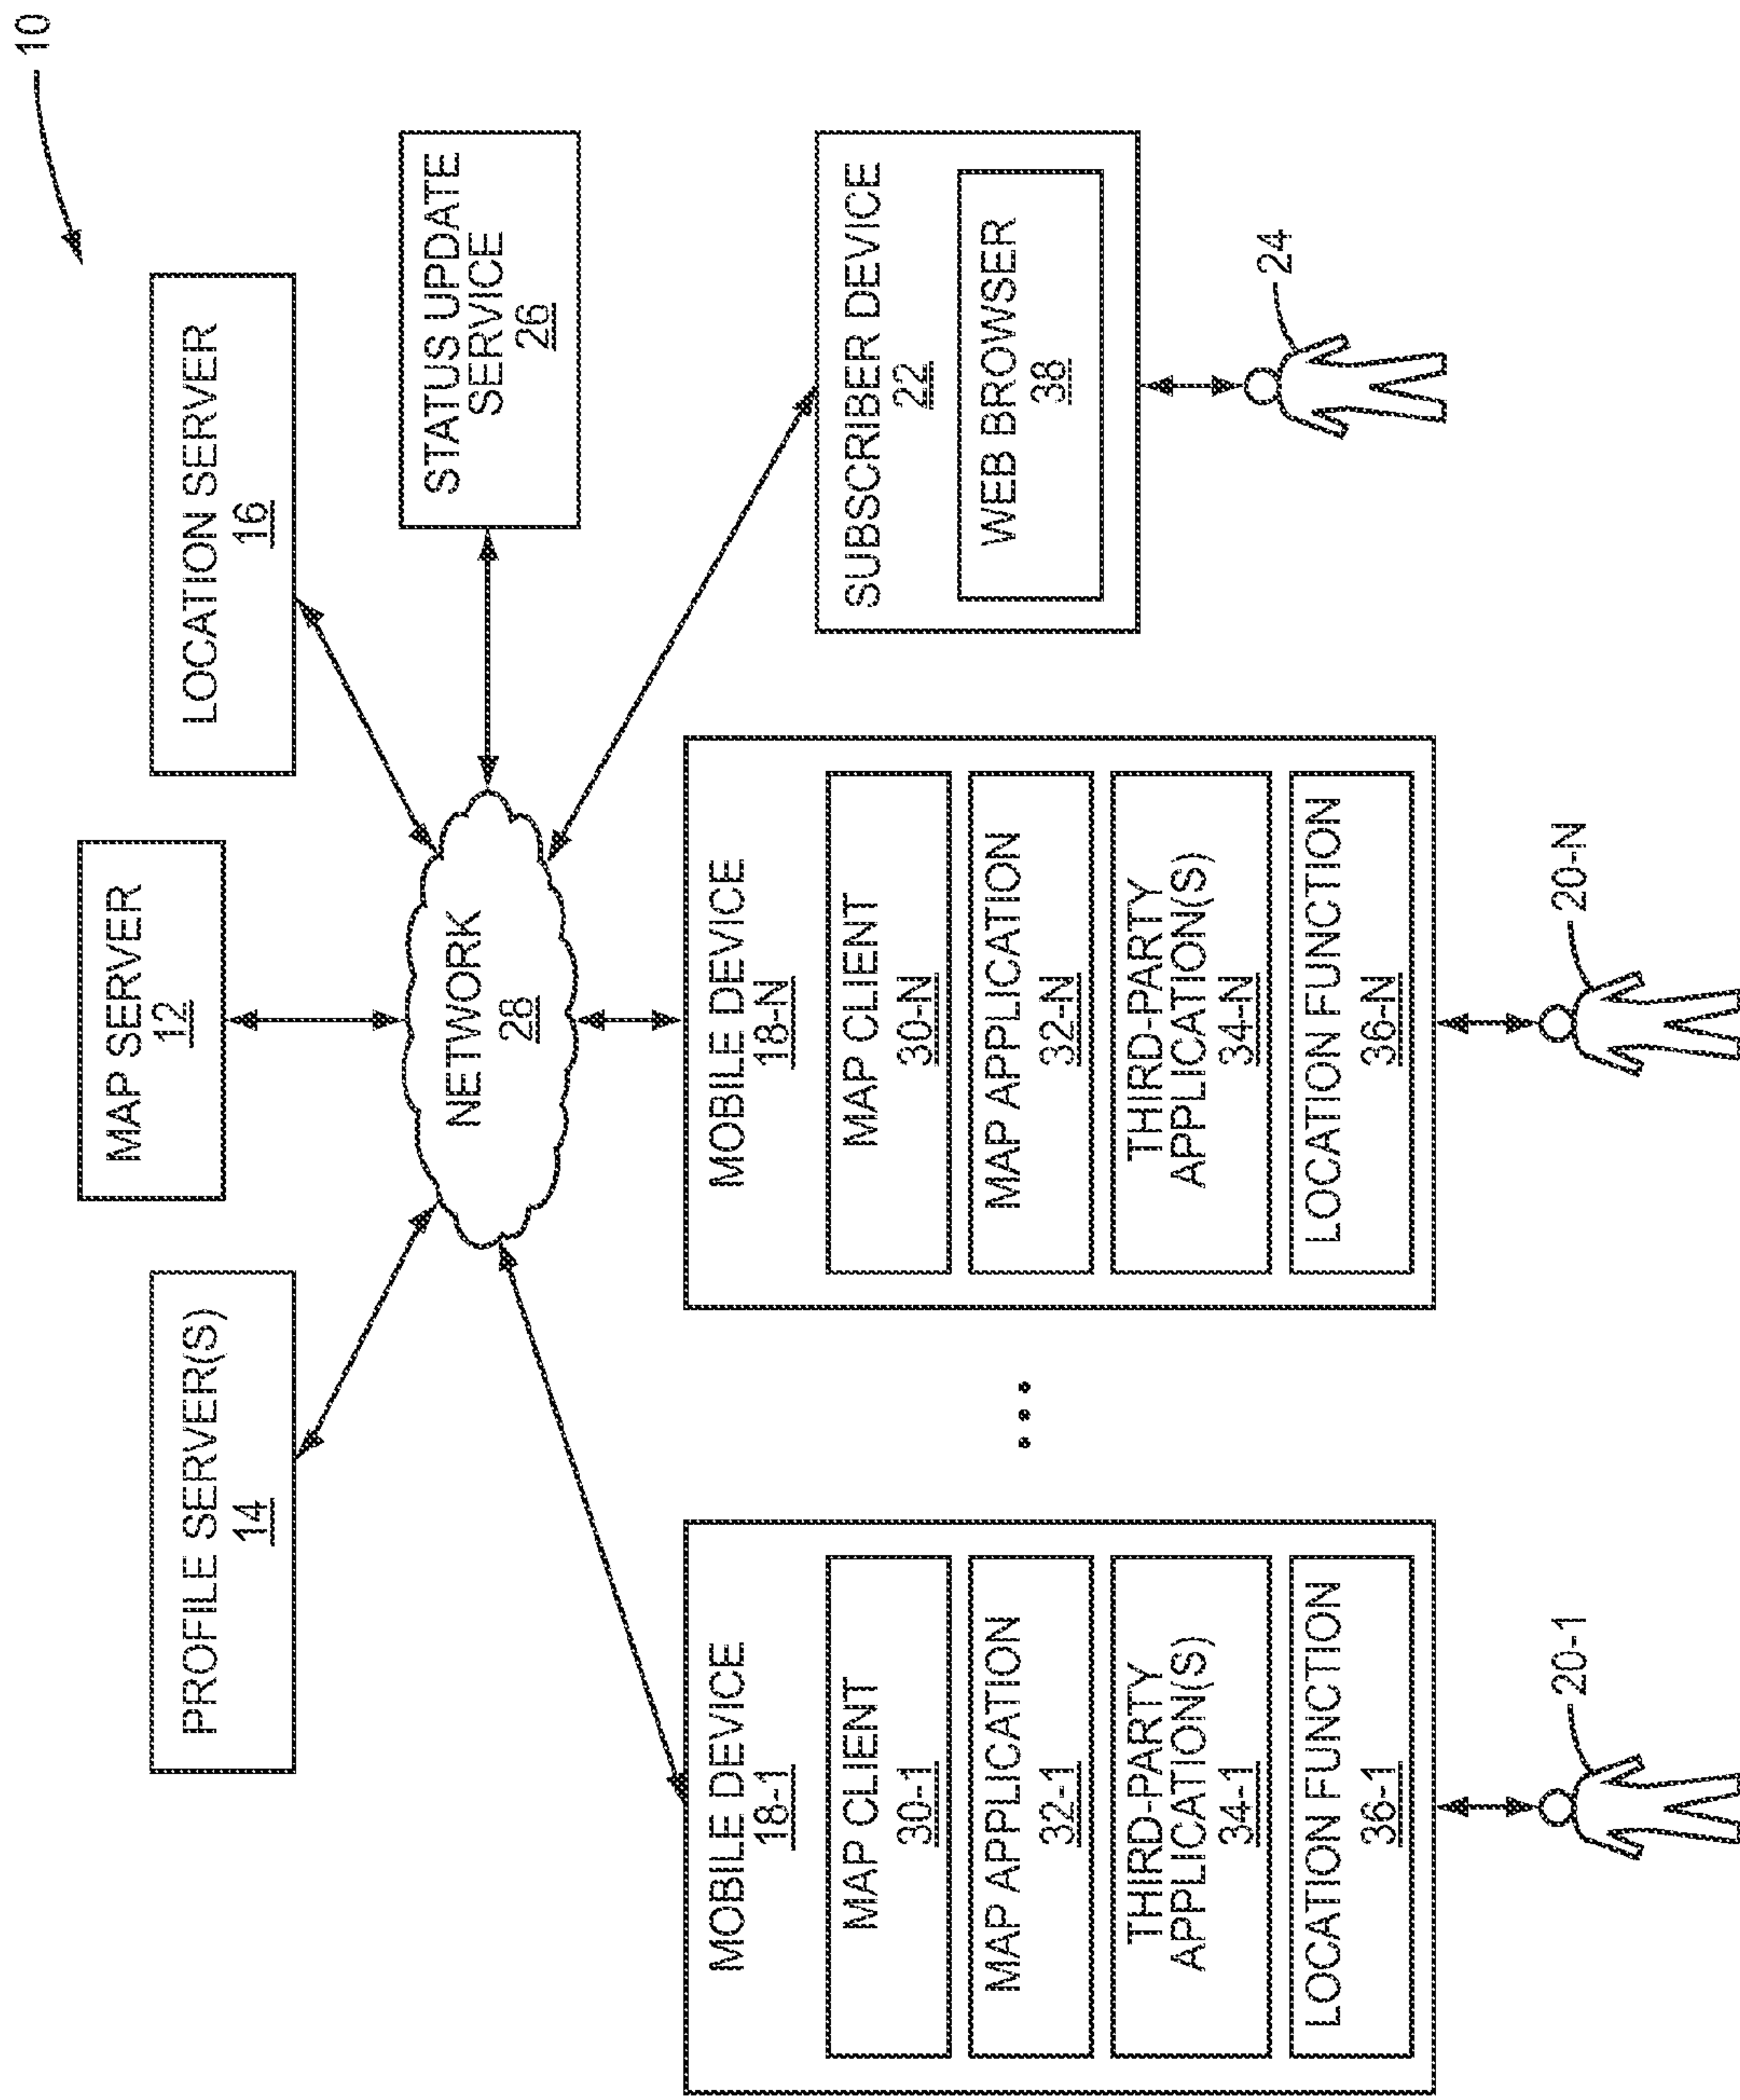 10
MAP SERVER
12
PROFILE SERVER(S)
14
LOCATION SERVER
16
NETWORK
28
STATUS UPDATE
SERVICE
26
MOBILE DEVICE
18-1
MAP CLIENT
30-1
MAP APPLICATION
32-1
THIRD-PARTY
APPLICATION(S)
34-1
LOCATION FUNCTION
36-1
20-1
MOBILE DEVICE
18-N
MAP CLIENT
30-N
MAP APPLICATION
32-N
THIRD-PARTY
APPLICATION(S)
34-N
LOCATION FUNCTION
36-N
20-N
SUBSCRIBER DEVICE
22
WEB BROWSER
38
24